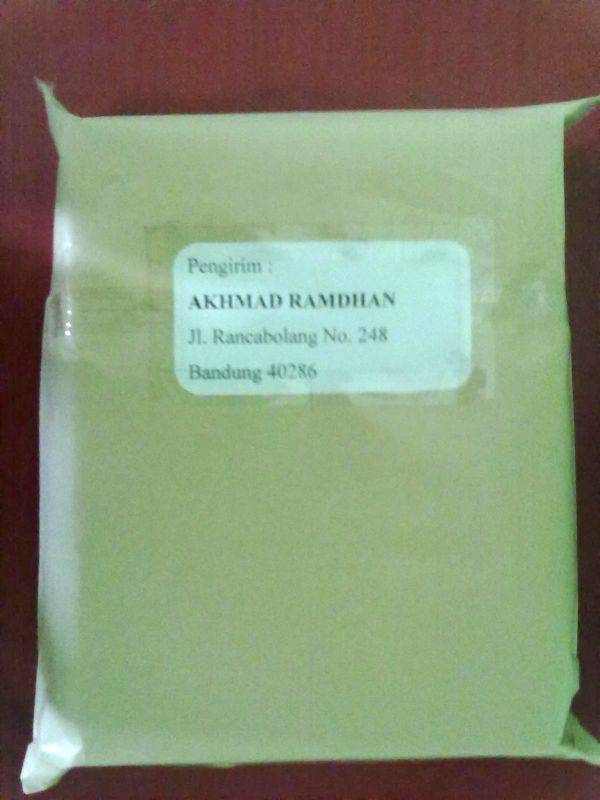 Pengirim :
AKHMAD RAMDHAN
Jl. Rancabolang No. 248
Bandung 40286